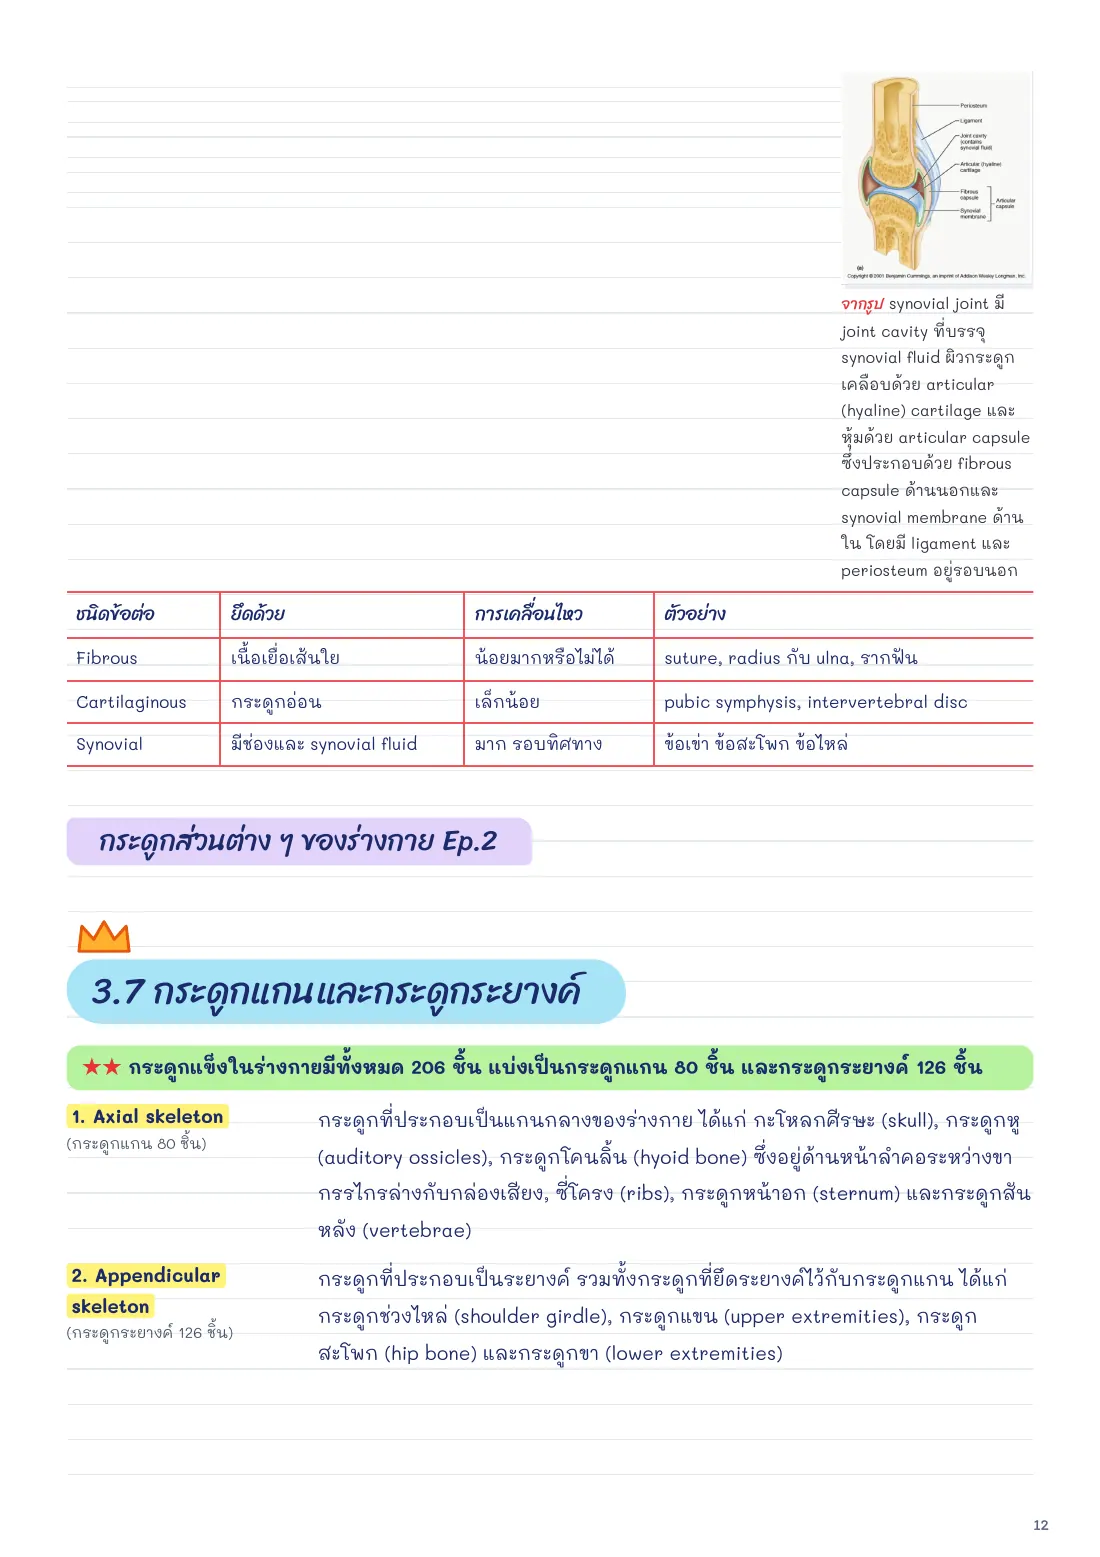 Periosteum
Ligament
Joint cavity
(contains
synovial fluid)
Articular (hyaline)
cartilage
Fibrous
capsule
Synovial
membrane
Articular
capsule
(a)
Copyright © 2001 Benjamin Cummings, an imprint of Addison Wesley Longman, Inc.
จากรูป synovial joint มี
joint cavity ที่บรรจุ
synovial fluid ผิวกระดูก
เคลือบด้วย articular
(hyaline) cartilage และ
หุ้มด้วย articular capsule
ซึ่งประกอบด้วย fibrous
capsule ด้านนอกและ
synovial membrane ด้าน
ใน โดยมี ligament และ
periosteum อยู่รอบนอก
ชนิดข้อต่อ ยึดด้วย การเคลื่อนไหว ตัวอย่าง
Fibrous เนื้อเยื่อเส้นใย น้อยมากหรือไม่ได้ suture, radius กับ ulna, รากฟัน
Cartilaginous กระดูกอ่อน เล็กน้อย pubic symphysis, intervertebral disc
Synovial มีช่องและ synovial fluid มาก รอบทิศทาง ข้อเข่า ข้อสะโพก ข้อไหล่
กระดูกส่วนต่าง ๆ ของร่างกาย Ep.2
3.7 กระดูกแกนและกระดูกระยางค์
★★ กระดูกแข็งในร่างกายมีทั้งหมด 206 ชิ้น แบ่งเป็นกระดูกแกน 80 ชิ้น และกระดูกระยางค์ 126 ชิ้น
1. Axial skeleton
(กระดูกแกน 80 ชิ้น)
กระดูกที่ประกอบเป็นแกนกลางของร่างกาย ได้แก่ กะโหลกศีรษะ (skull), กระดูกหู
(auditory ossicles), กระดูกโคนลิ้น (hyoid bone) ซึ่งอยู่ด้านหน้าลำคอระหว่างขา
กรรไกรล่างกับกล่องเสียง, ซี่โครง (ribs), กระดูกหน้าอก (sternum) และกระดูกสัน
หลัง (vertebrae)
2. Appendicular
skeleton
(กระดูกระยางค์ 126 ชิ้น)
กระดูกที่ประกอบเป็นระยางค์ รวมทั้งกระดูกที่ยึดระยางค์ไว้กับกระดูกแกน ได้แก่
กระดูกช่วงไหล่ (shoulder girdle), กระดูกแขน (upper extremities), กระดูก
สะโพก (hip bone) และกระดูกขา (lower extremities)
12